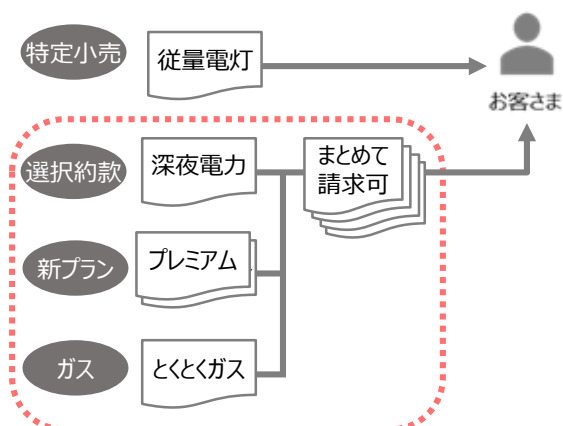 特定小売
従量電灯
お客さま
選択約款
深夜電力
まとめて
請求可
新プラン
プレミアム
ガス
とくとくガス